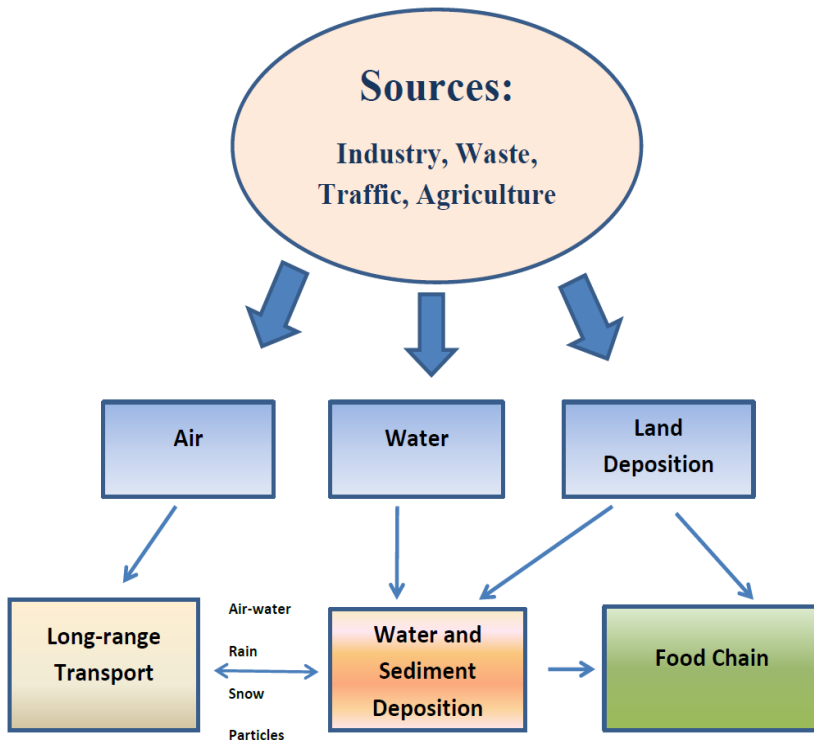 Sources:
Industry, Waste,
Traffic, Agriculture
Air
Water
Land
Deposition
Long-range
Transport
Air-water
Rain
Snow
Particles
Water and
Sediment
Deposition
Food Chain